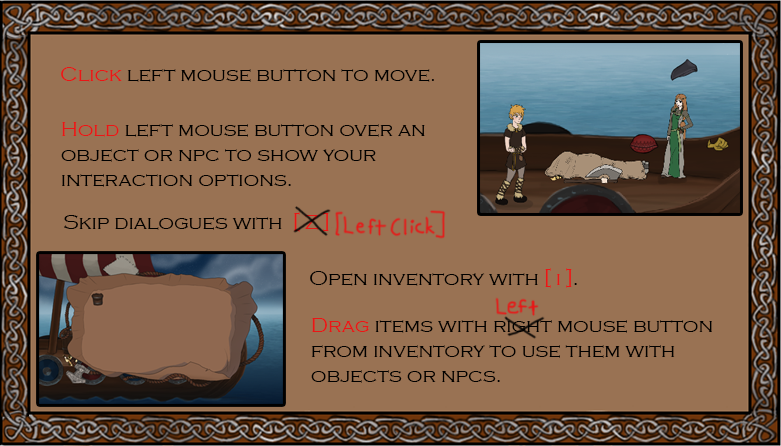 Click left mouse button to move.
Hold left mouse button over an
object or npc to show your
interaction options.
Skip dialogues with [2] [Left Click]
Open inventory with [1].
Left
Drag items with right mouse button
from inventory to use them with
objects or npcs.